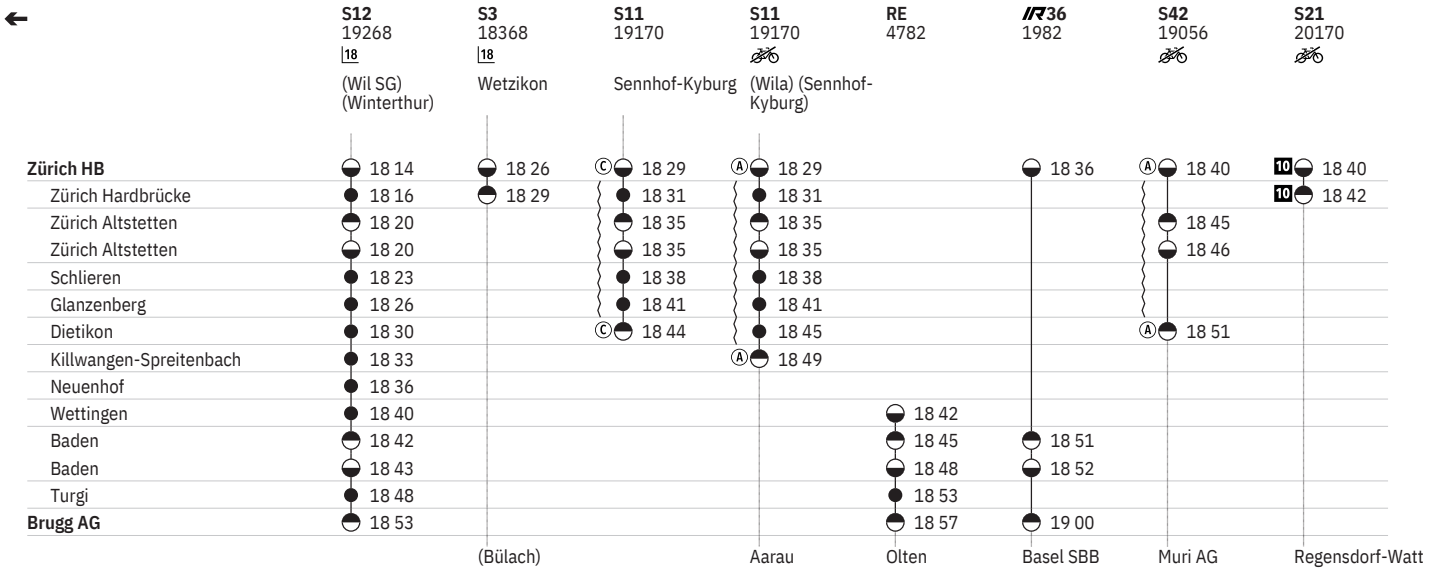 S12 S3 S11 S11 RE IR36 S42 S21
19268 18368 19170 19170 4782 1982 19056 20170
18 18
(Wil SG) Wetzikon Sennhof-Kyburg (Wila) (Sennhof-
(Winterthur) Kyburg)
Zürich HB 18 14 18 26 C 18 29 A 18 29 18 36 A 18 40 10 18 40
Zürich Hardbrücke 18 16 18 29 18 31 18 31 10 18 42
Zürich Altstetten 18 20 18 35 18 35 18 45
Zürich Altstetten 18 20 18 35 18 35 18 46
Schlieren 18 23 18 38 18 38
Glanzenberg 18 26 18 41 18 41
Dietikon 18 30 C 18 44 18 45 A 18 51
Killwangen-Spreitenbach 18 33 A 18 49
Neuenhof 18 36
Wettingen 18 40 18 42
Baden 18 42 18 45 18 51
Baden 18 43 18 48 18 52
Turgi 18 48 18 53
Brugg AG 18 53 18 57 19 00
(Bülach) Aarau Olten Basel SBB Muri AG Regensdorf-Watt